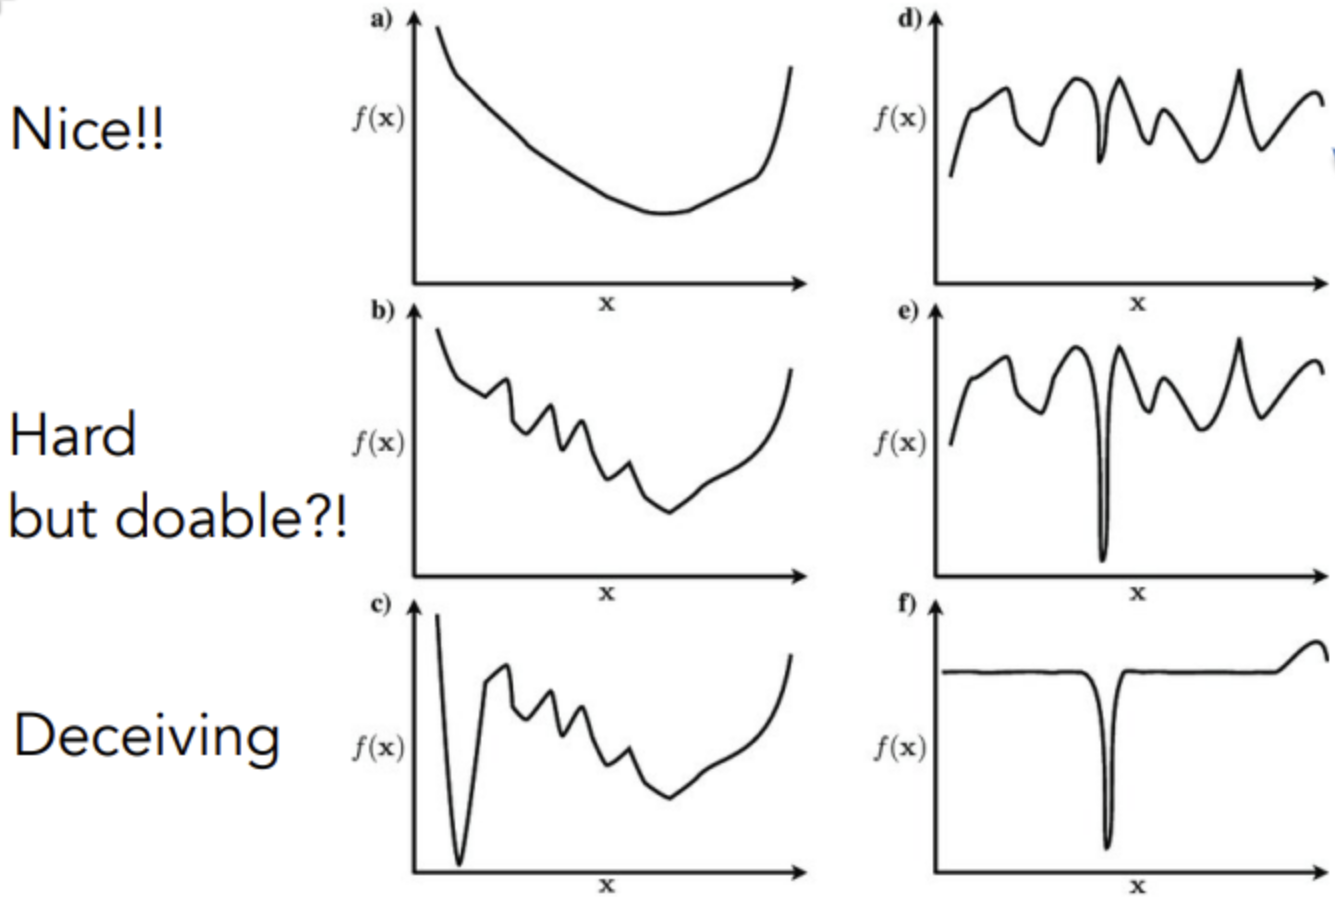 Nice!!
a)
f(x)
x
d)
f(x)
x
Hard
but doable?!
b)
f(x)
x
e)
f(x)
x
Deceiving
c)
f(x)
x
f)
f(x)
x